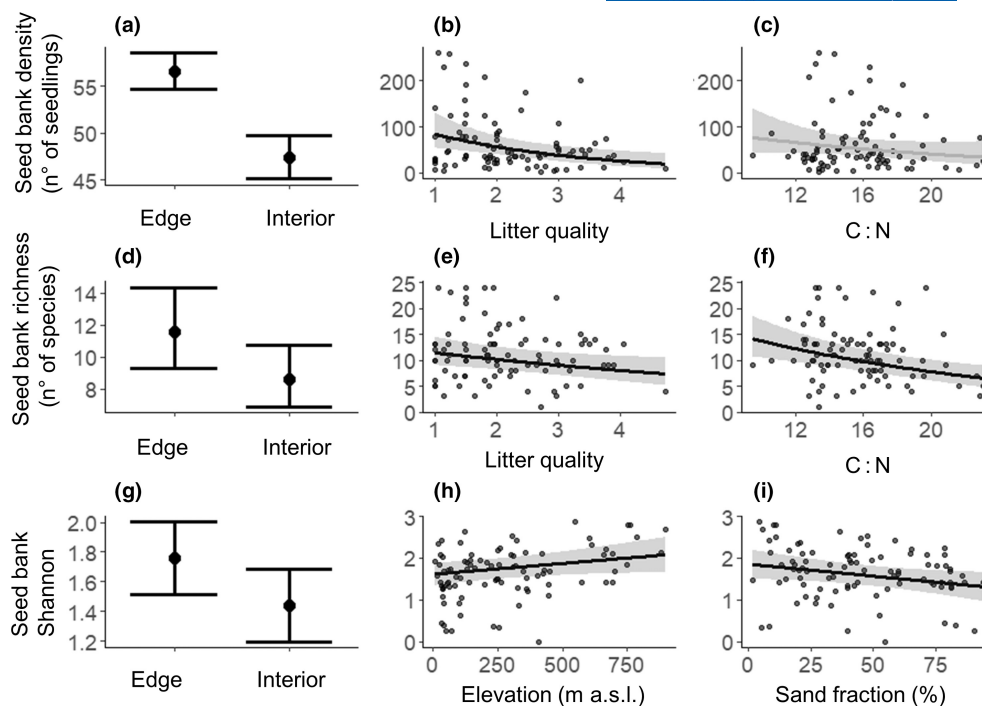 (a) (b) (c)
Seed bank density
(n° of seedlings)
55
50
45
Edge Interior
200
100
0
1 2 3 4
Litter quality
200
100
0
12 16 20
C : N
(d) (e) (f)
Seed bank richness
(n° of species)
14
12
10
8
Edge Interior
25
20
15
10
5
0
1 2 3 4
Litter quality
25
20
15
10
5
0
12 16 20
C : N
(g) (h) (i)
Seed bank
Shannon
2.0
1.8
1.6
1.4
1.2
Edge Interior
3
2
1
0
0 250 500 750
Elevation (m a.s.l.)
3
2
1
0
0 25 50 75
Sand fraction (%)